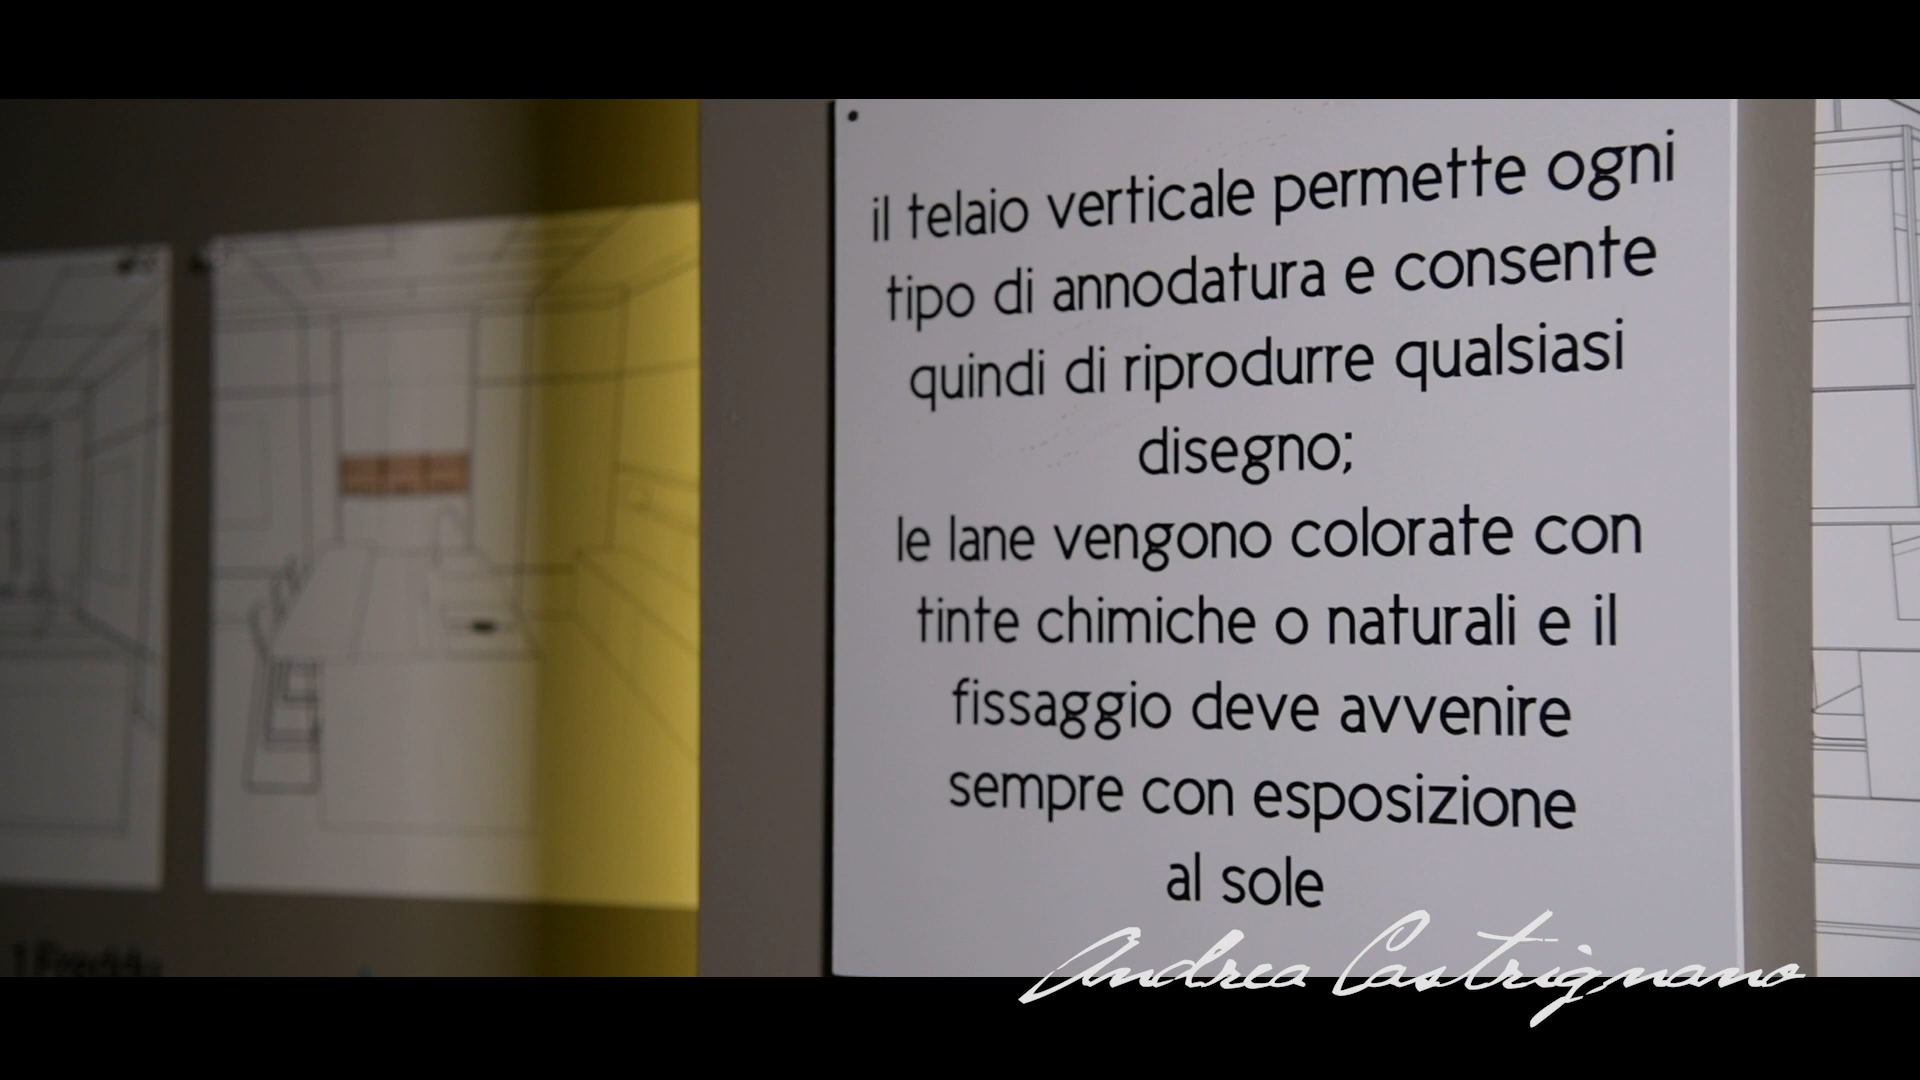 il telaio verticale permette ogni
tipo di annodatura e consente
quindi di riprodurre qualsiasi
disegno;
le lane vengono colorate con
tinte chimiche o naturali e il
fissaggio deve avvenire
sempre con esposizione
al sole
Andrea Castrignano